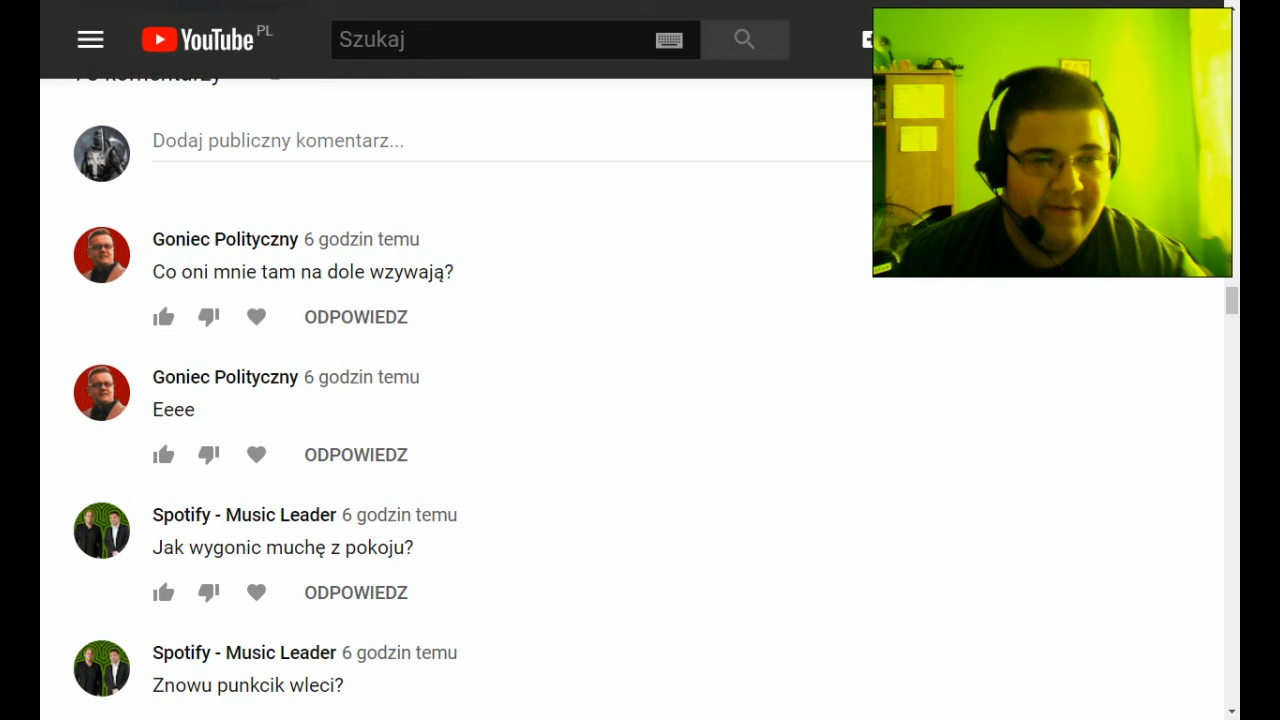 YouTube PL
Szukaj
komentarzy
Dodaj publiczny komentarz...
Goniec Polityczny 6 godzin temu
Co oni mnie tam na dole wzywają?
ODPOWIEDZ
Goniec Polityczny 6 godzin temu
Eeee
ODPOWIEDZ
Spotify - Music Leader 6 godzin temu
Jak wygonic muchę z pokoju?
ODPOWIEDZ
Spotify - Music Leader 6 godzin temu
Znowu punkcik wleci?